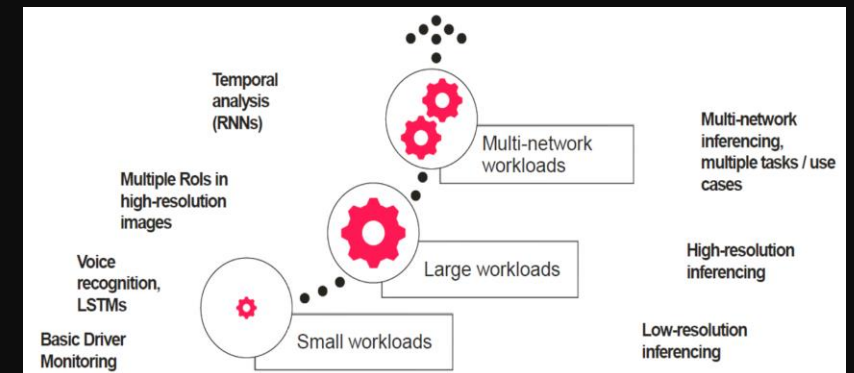 Temporal
analysis
(RNNs)
Multi-network
workloads
Multi-network
inferencing,
multiple tasks / use
cases
Multiple RoIs in
high-resolution
images
Large workloads
High-resolution
inferencing
Voice
recognition,
LSTMs
Small workloads
Low-resolution
inferencing
Basic Driver
Monitoring